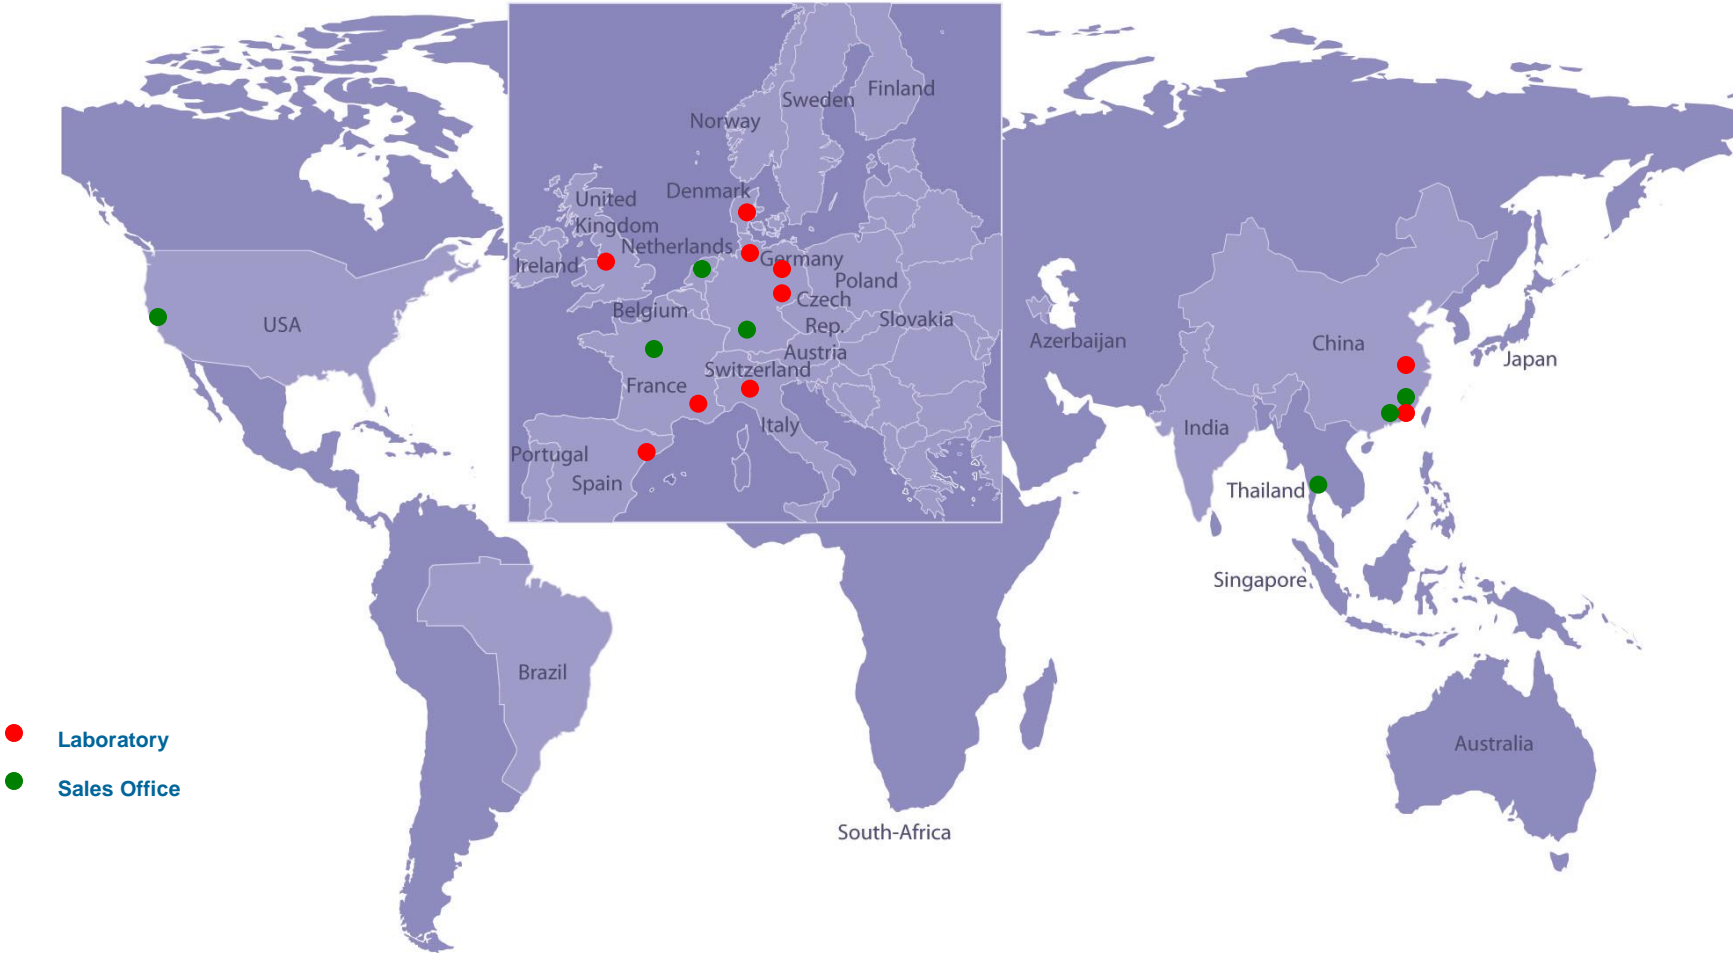 Finland
Sweden
Norway
Denmark
United
Kingdom
Netherlands
Germany
Ireland
Poland
Czech
Rep.
Belgium
Slovakia
Austria
Switzerland
France
Italy
Portugal
Spain
USA
Azerbaijan
China
Japan
India
Thailand
Singapore
Brazil
Laboratory
Sales Office
Australia
South-Africa